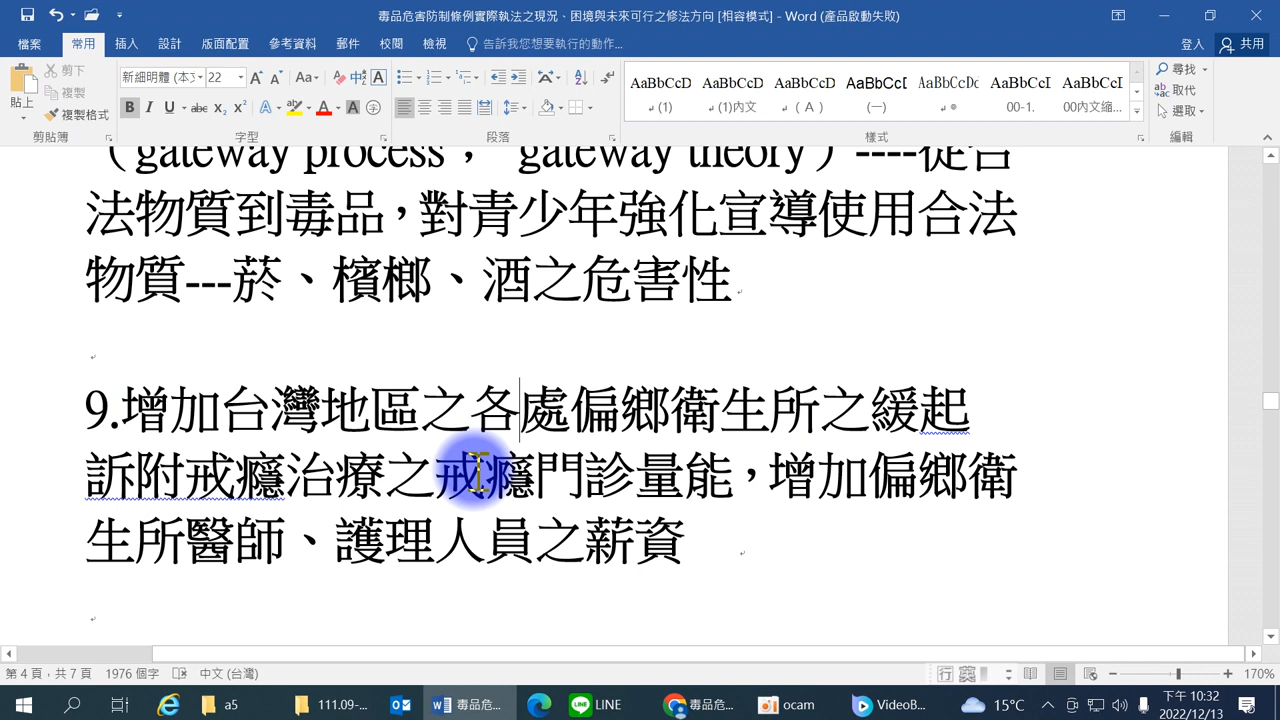 毒品危害防制條例實際執法之現況、困境與未來可行之修法方向 [相容模式] - Word (產品啟動失敗)
檔案 常用 插入 設計 版面配置 參考資料 郵件 校閱 檢視 告訴我您想要執行的動作... 登入 共用
貼上 剪下 複製 複製格式 剪貼簿
新細明體 (本文 22 字型
段落
AaBbCcD AaBbCcD AaBbCcD AaBbCcI AaBbCcDc AaBbCcD AaBbCcD
(1) (1)內文 ( A ) 00-1. 00內文縮...
樣式
尋找 取代 選取 編輯
（gateway process， gateway theory）----從合
法物質到毒品，對青少年強化宣導使用合法
物質---菸、檳榔、酒之危害性
9.增加台灣地區之各處偏鄉衛生所之緩起
訴附戒癮治療之戒癮門診量能，增加偏鄉衛
生所醫師、護理人員之薪資
第 4 頁，共 7 頁 1976 個字 中文 (台灣) 170%
a5 111.09-... 毒品危... LINE 毒品危... ocam VideoB... 15°C 下午 10:32
2022/12/13